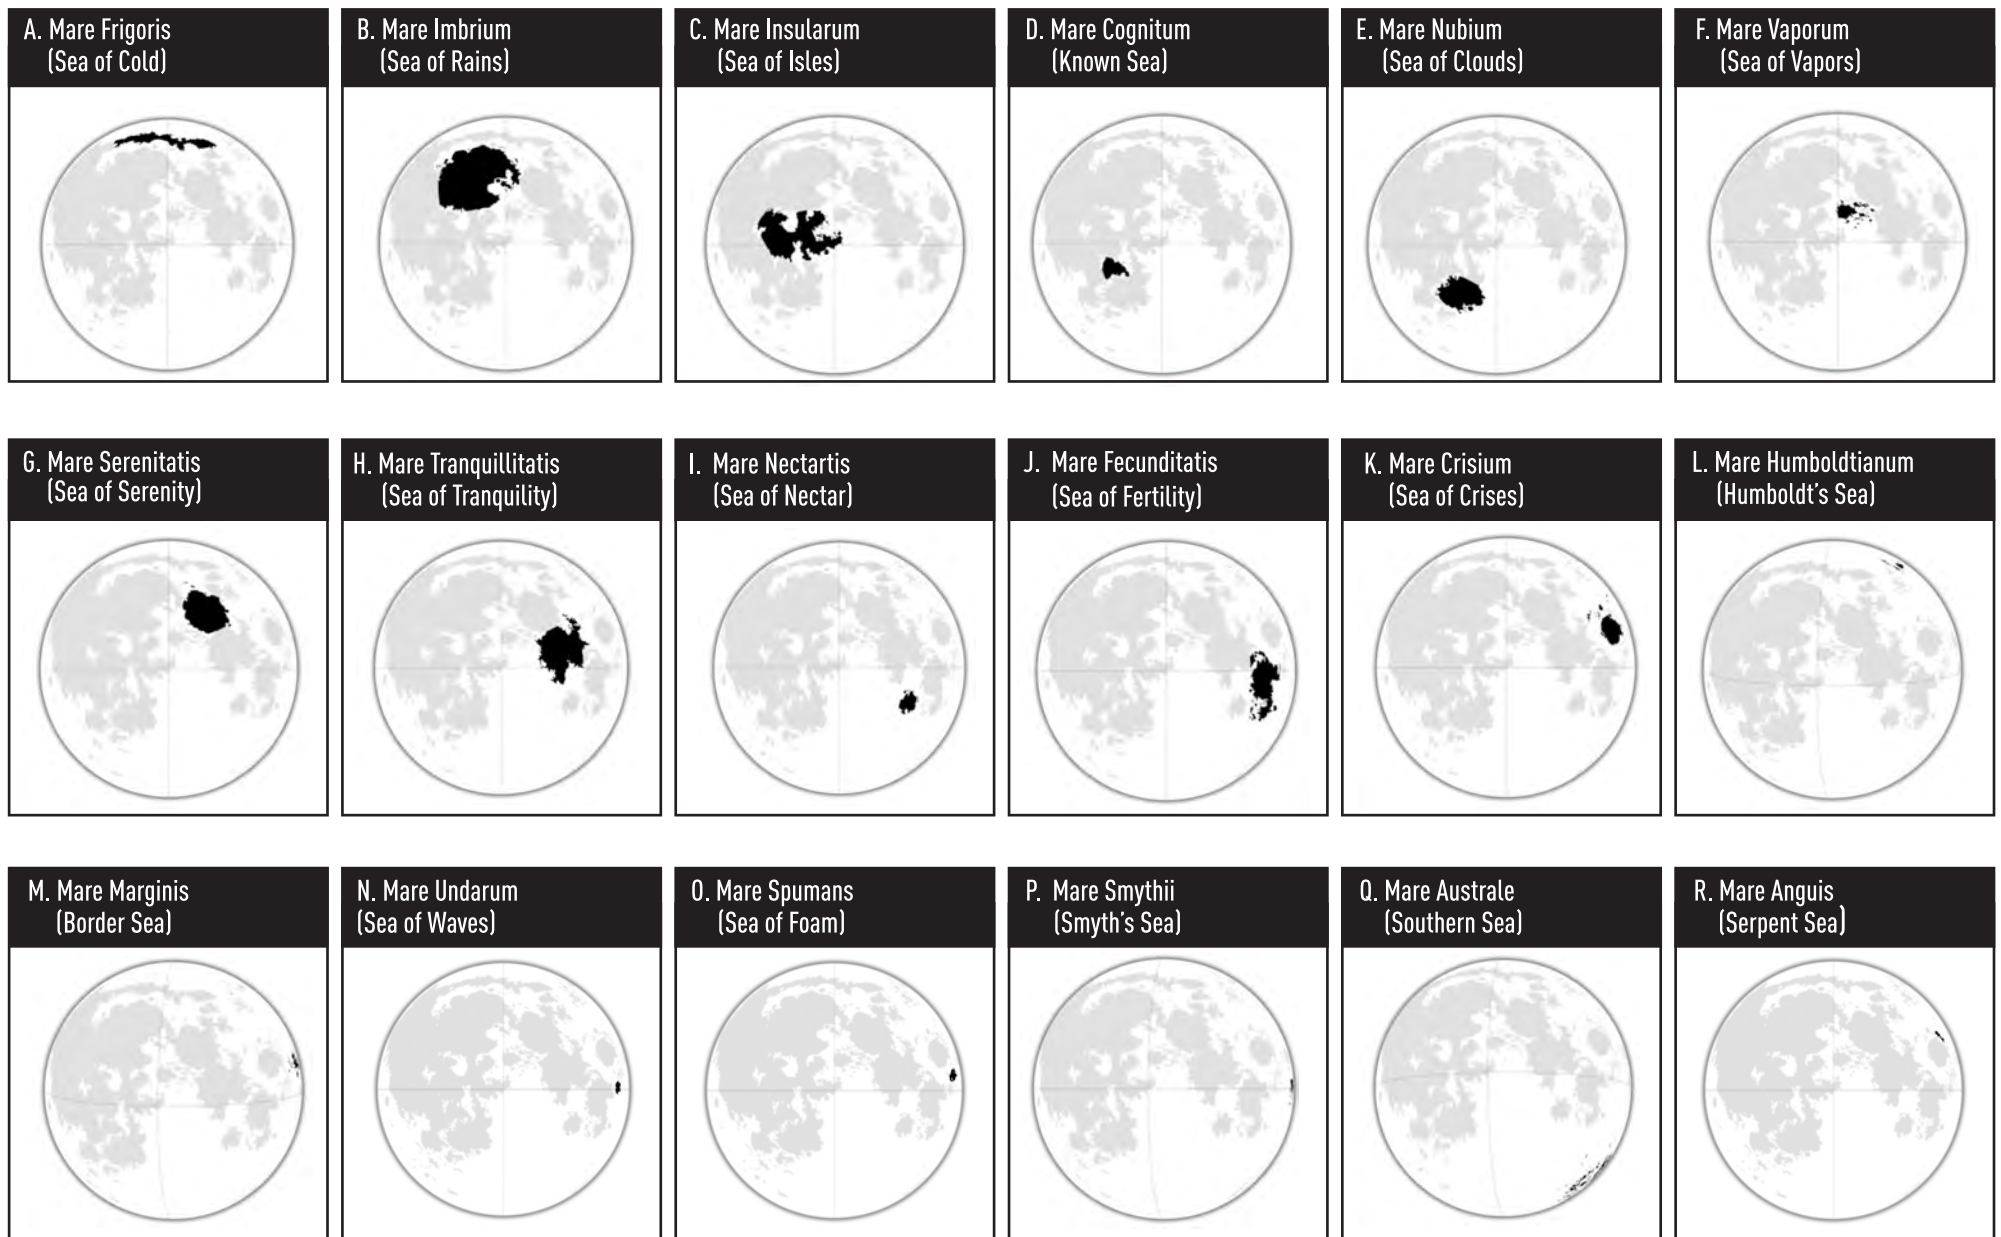 A. Mare Frigoris
(Sea of Cold)
B. Mare Imbrium
(Sea of Rains)
C. Mare Insularum
(Sea of Isles)
D. Mare Cognitum
(Known Sea)
E. Mare Nubium
(Sea of Clouds)
F. Mare Vaporum
(Sea of Vapors)
G. Mare Serenitatis
(Sea of Serenity)
H. Mare Tranquillitatis
(Sea of Tranquility)
I. Mare Nectartis
(Sea of Nectar)
J. Mare Fecunditatis
(Sea of Fertility)
K. Mare Crisium
(Sea of Crises)
L. Mare Humboldtianum
(Humboldt's Sea)
M. Mare Marginis
(Border Sea)
N. Mare Undarum
(Sea of Waves)
O. Mare Spumans
(Sea of Foam)
P. Mare Smythii
(Smyth's Sea)
Q. Mare Australe
(Southern Sea)
R. Mare Anguis
(Serpent Sea)